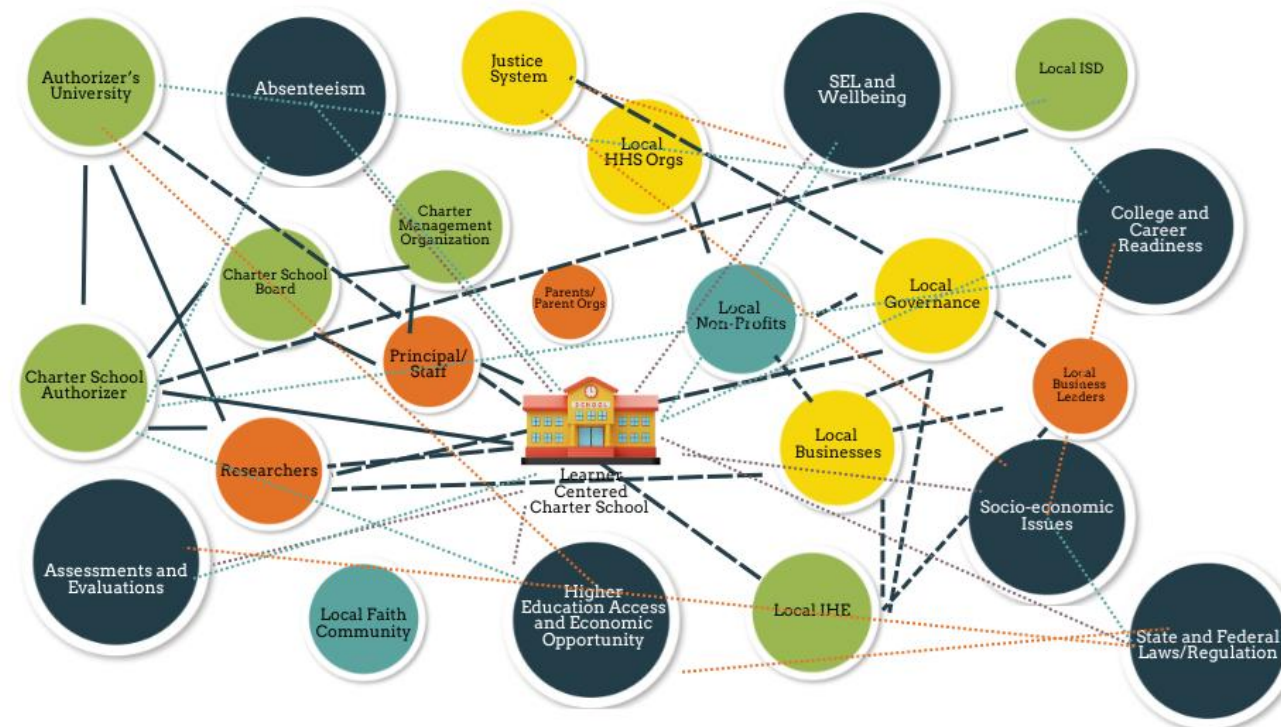 Authorizer's
University
Absenteeism
Justice
System
Local
HHS Orgs
SEL and
Wellbeing
Local ISD
College and
Career
Readiness
Charter
Management
Organization
Charter School
Board
Parents/
Parent Orgs
Local
Non-Profits
Local
Governance
Charter School
Authorizer
Principal/
Staff
SCHOOL
Local
Business
Leaders
Researchers
Learner
Centered
Charter School
Local
Businesses
Socio-economic
Issues
Assessments and
Evaluations
Local Faith
Community
Higher
Education Access
and Economic
Opportunity
Local IHE
State and Federal
Laws/Regulation